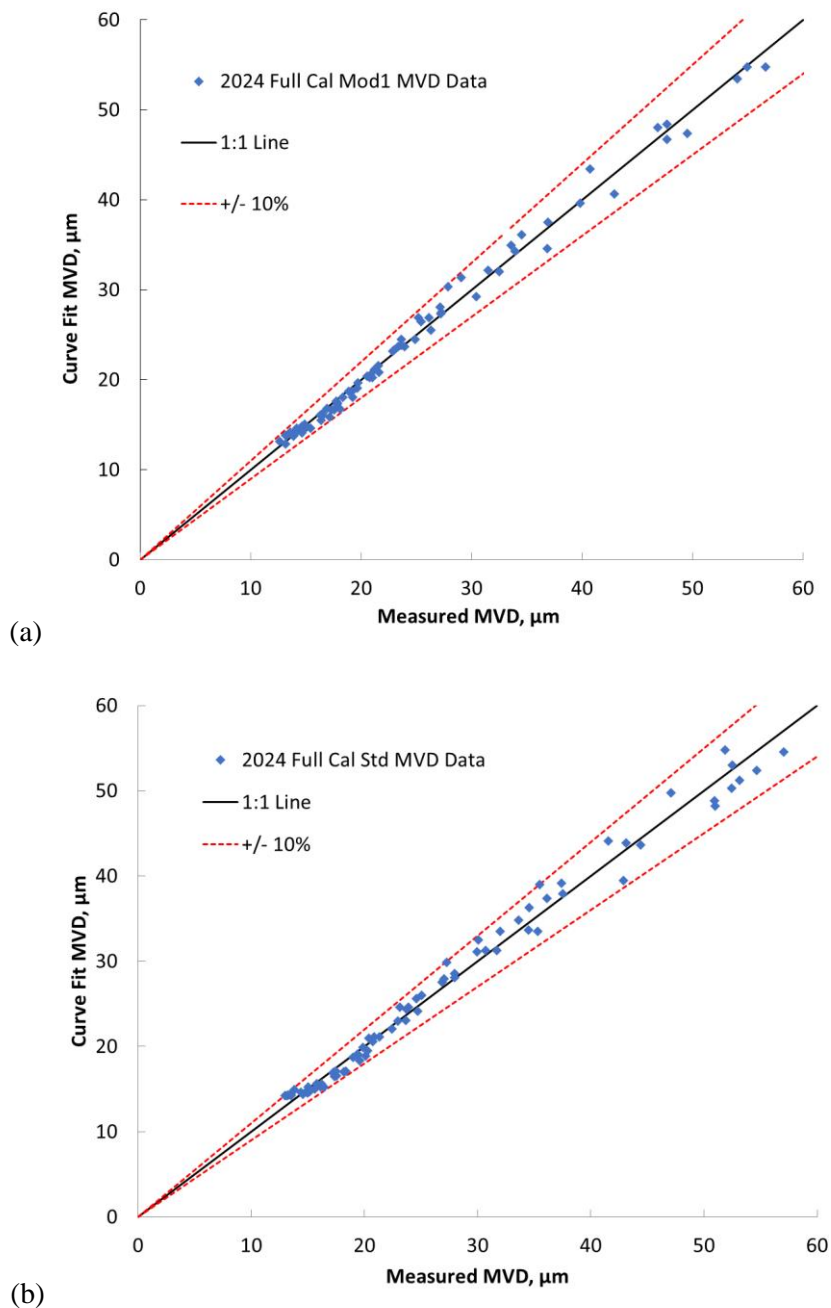 60
50
40
30
20
10
0
Curve Fit MVD, µm
2024 Full Cal Mod1 MVD Data
1:1 Line
+/- 10%
0 10 20 30 40 50 60
Measured MVD, µm
(a)
60
50
40
30
20
10
0
Curve Fit MVD, µm
2024 Full Cal Std MVD Data
1:1 Line
+/- 10%
0 10 20 30 40 50 60
Measured MVD, µm
(b)